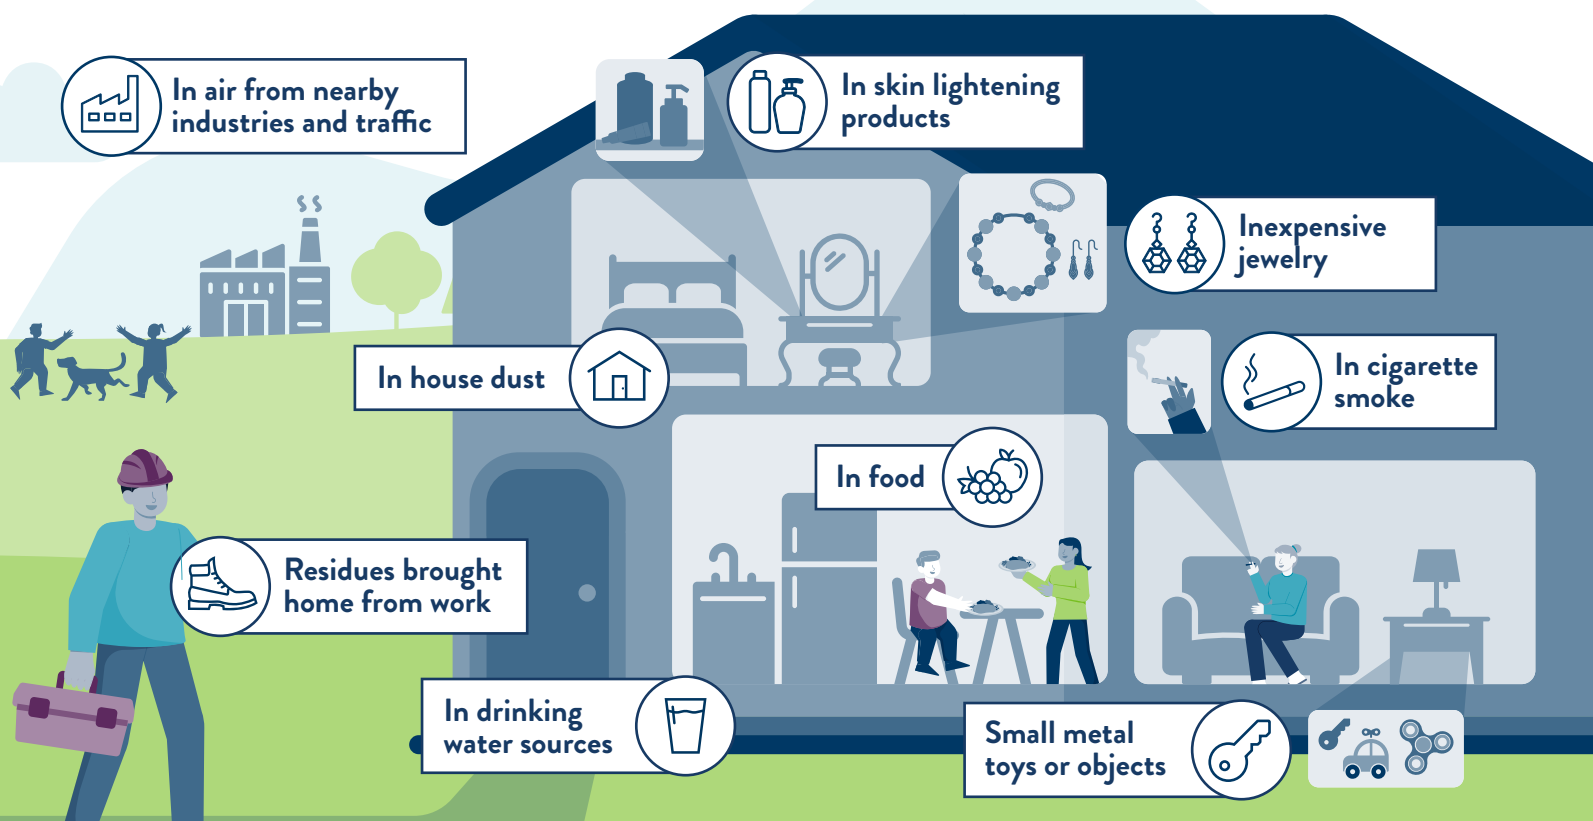 In air from nearby
industries and traffic
In skin lightening
products
Inexpensive
jewelry
In house dust
In cigarette
smoke
In food
Residues brought
home from work
In drinking
water sources
Small metal
toys or objects